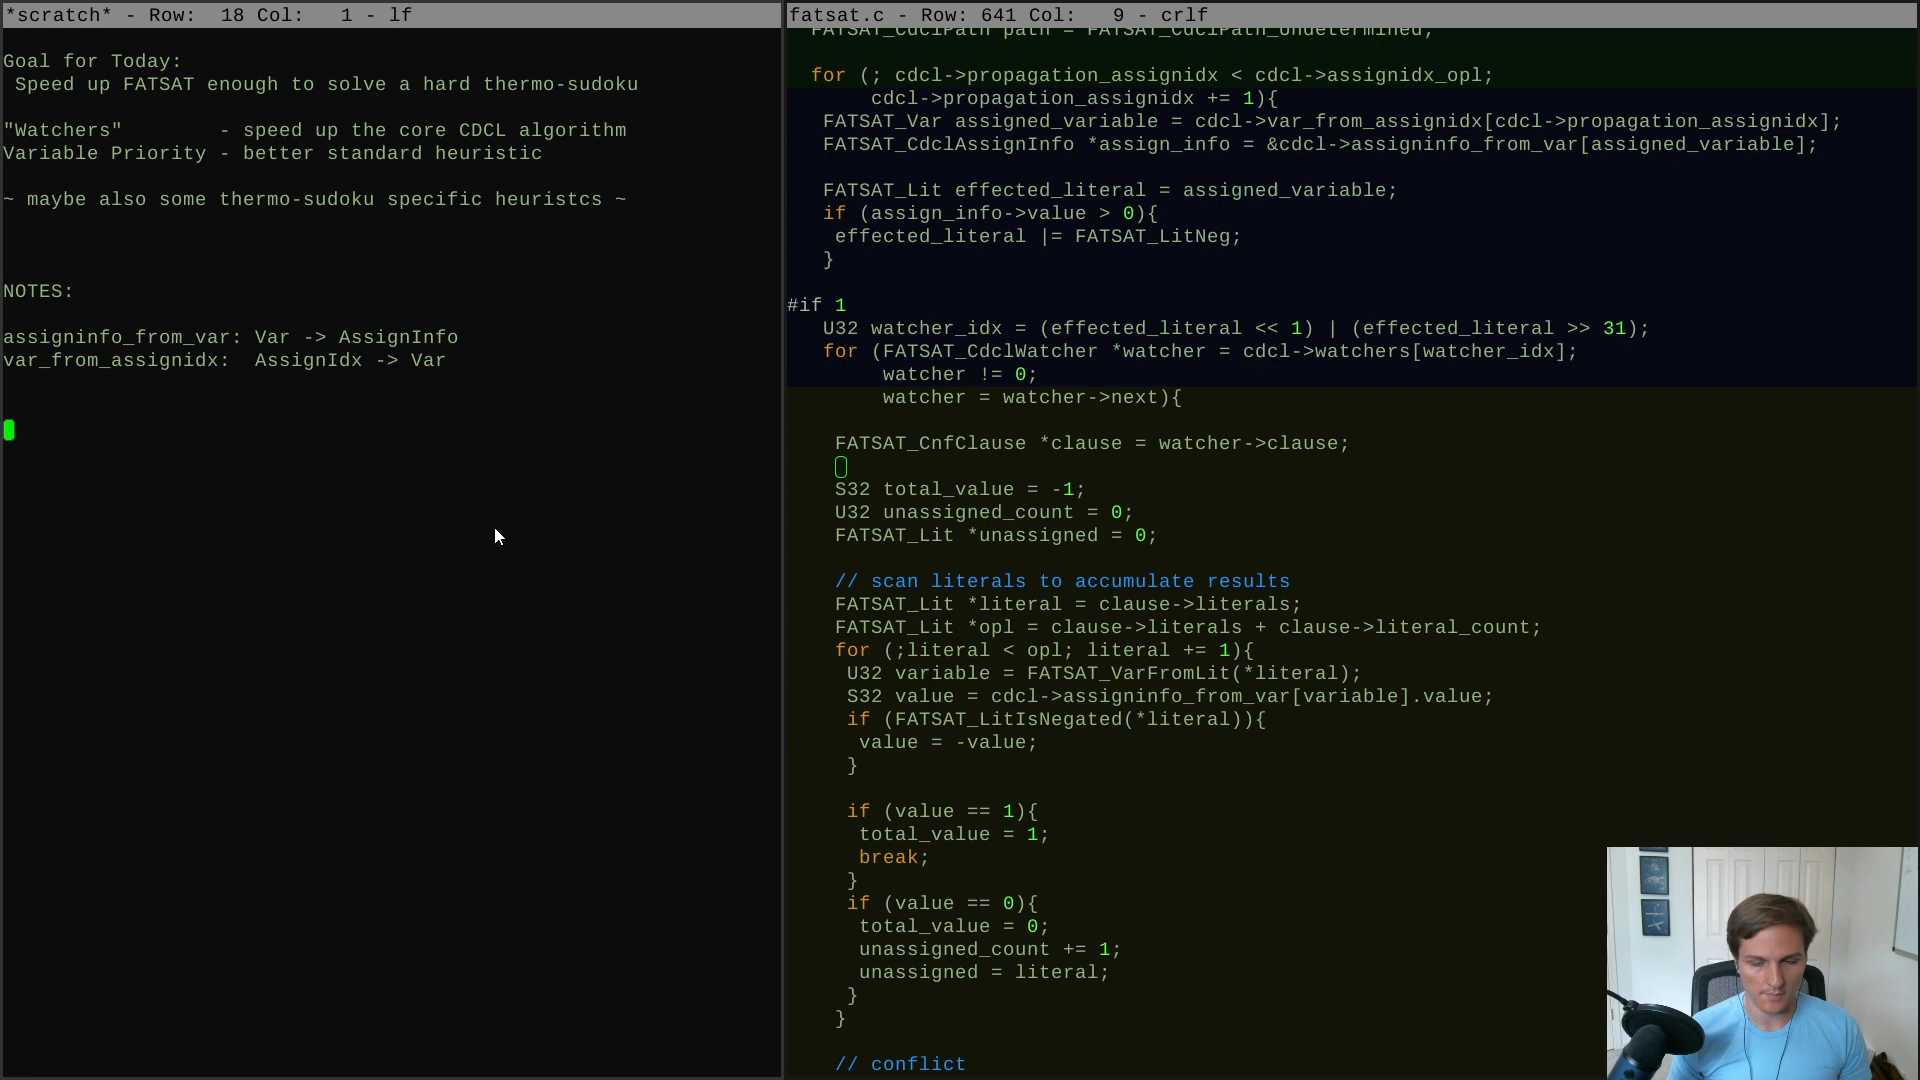 *scratch* - Row:  18 Col:   1 - lf
Goal for Today:
Speed up FATSAT enough to solve a hard thermo-sudoku
"Watchers"        - speed up the core CDCL algorithm
Variable Priority - better standard heuristic
~ maybe also some thermo-sudoku specific heuristcs ~
NOTES:
assigninfo_from_var: Var -> AssignInfo
var_from_assignidx:  AssignIdx -> Var
fatsat.c - Row: 641 Col:   9 - crlf
FATSAT_CdclPath path = FATSAT_CdclPath_Undetermined;
for (; cdcl->propagation_assignidx < cdcl->assignidx_opl;
cdcl->propagation_assignidx += 1){
FATSAT_Var assigned_variable = cdcl->var_from_assignidx[cdcl->propagation_assignidx];
FATSAT_CdclAssignInfo *assign_info = &cdcl->assigninfo_from_var[assigned_variable];
FATSAT_Lit effected_literal = assigned_variable;
if (assign_info->value > 0){
effected_literal |= FATSAT_LitNeg;
}
#if 1
U32 watcher_idx = (effected_literal << 1) | (effected_literal >> 31);
for (FATSAT_CdclWatcher *watcher = cdcl->watchers[watcher_idx];
watcher != 0;
watcher = watcher->next){
FATSAT_CnfClause *clause = watcher->clause;
S32 total_value = -1;
U32 unassigned_count = 0;
FATSAT_Lit *unassigned = 0;
// scan literals to accumulate results
FATSAT_Lit *literal = clause->literals;
FATSAT_Lit *opl = clause->literals + clause->literal_count;
for (;literal < opl; literal += 1){
U32 variable = FATSAT_VarFromLit(*literal);
S32 value = cdcl->assigninfo_from_var[variable].value;
if (FATSAT_LitIsNegated(*literal)){
value = -value;
}
if (value == 1){
total_value = 1;
break;
}
if (value == 0){
total_value = 0;
unassigned_count += 1;
unassigned = literal;
}
}
// conflict